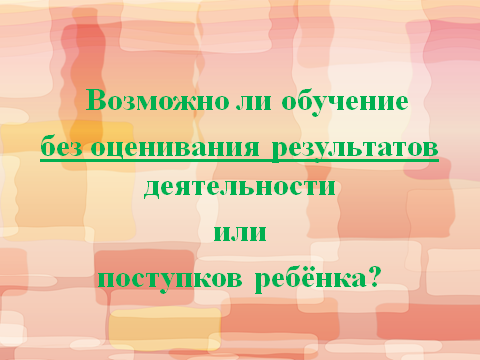 Возможно ли обучение
без оценивания результатов
деятельности
или
поступков ребёнка?